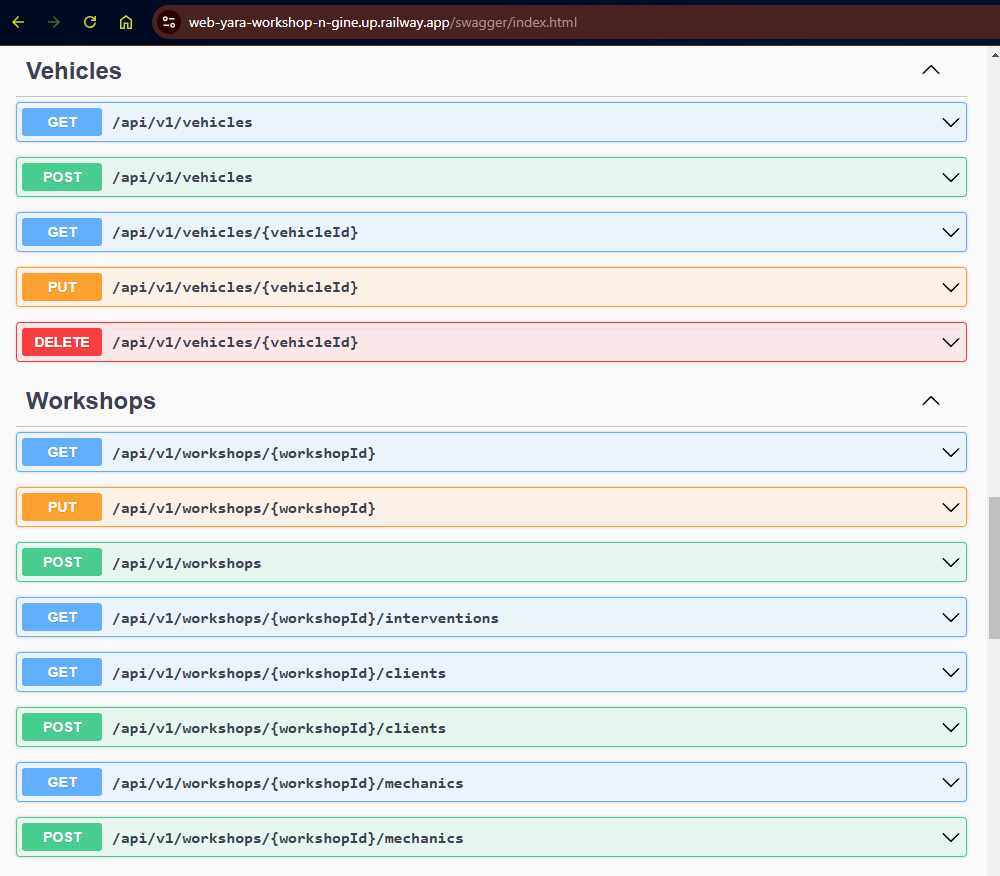 web-yara-workshop-n-gine.up.railway.app/swagger/index.html
Vehicles
GET /api/v1/vehicles
POST /api/v1/vehicles
GET /api/v1/vehicles/{vehicleId}
PUT /api/v1/vehicles/{vehicleId}
DELETE /api/v1/vehicles/{vehicleId}
Workshops
GET /api/v1/workshops/{workshopId}
PUT /api/v1/workshops/{workshopId}
POST /api/v1/workshops
GET /api/v1/workshops/{workshopId}/interventions
GET /api/v1/workshops/{workshopId}/clients
POST /api/v1/workshops/{workshopId}/clients
GET /api/v1/workshops/{workshopId}/mechanics
POST /api/v1/workshops/{workshopId}/mechanics